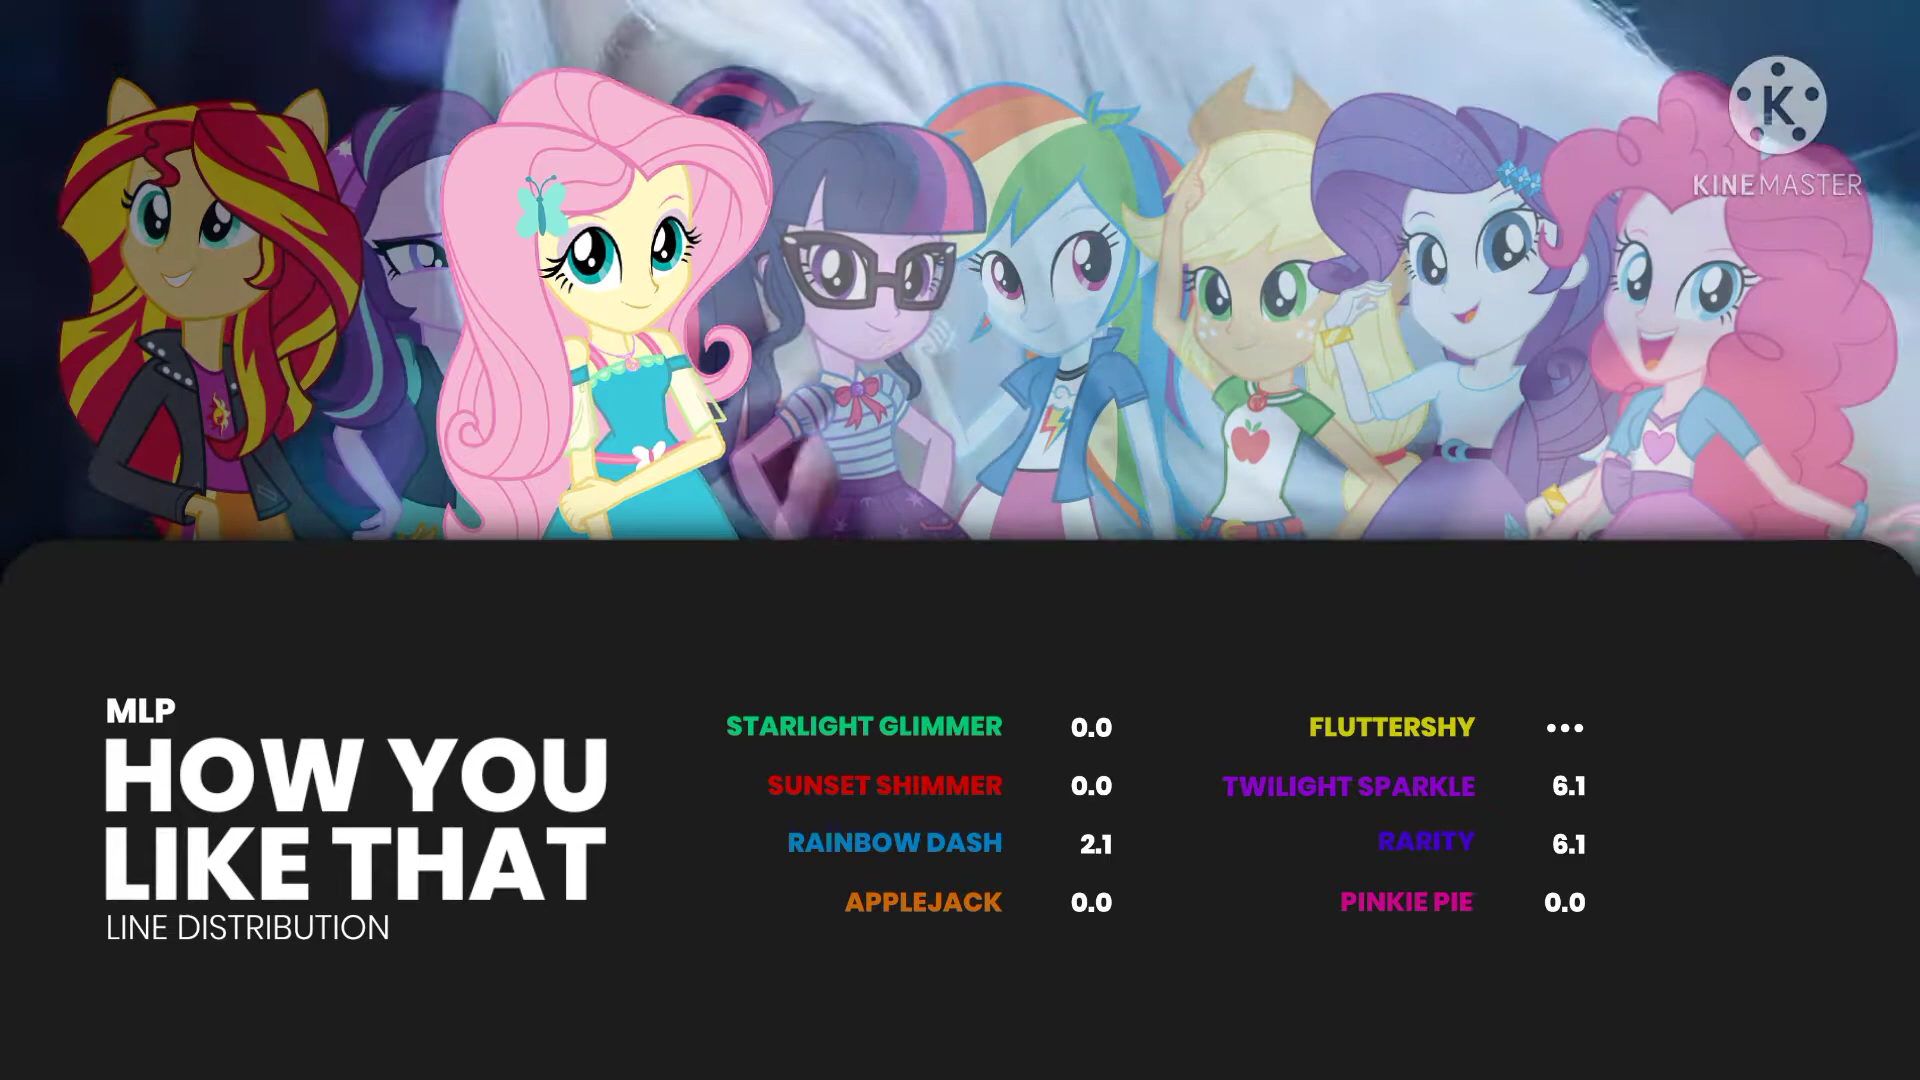 K
KINEMASTER
MLP
HOW YOU
LIKE THAT
LINE DISTRIBUTION
STARLIGHT GLIMMER 0.0
SUNSET SHIMMER 0.0
RAINBOW DASH 2.1
APPLEJACK 0.0
FLUTTERSHY •••
TWILIGHT SPARKLE 6.1
RARITY 6.1
PINKIE PIE 0.0